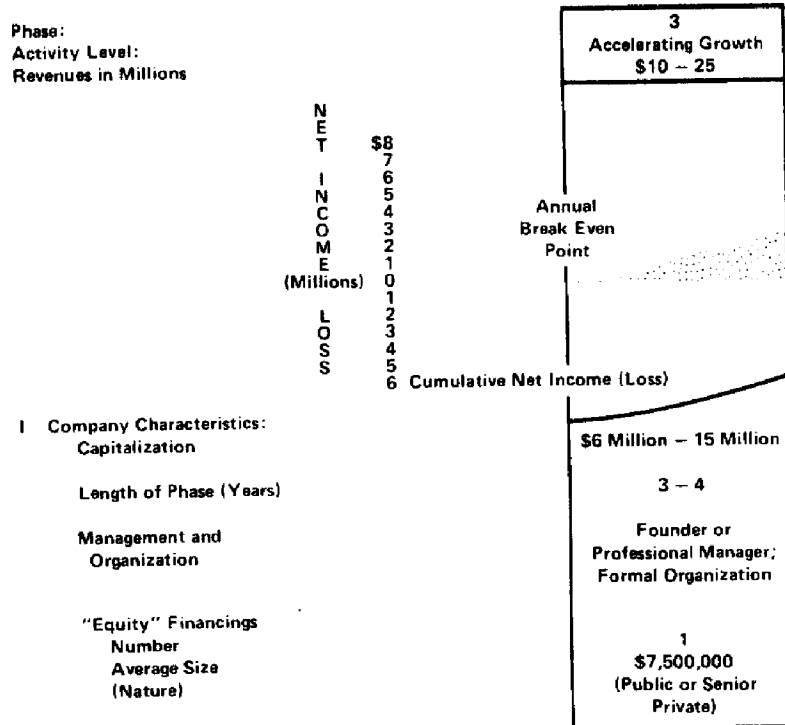 Phase:
Activity Level:
Revenues in Millions
3
Accelerating Growth
$10 – 25
NET INCOME
(Millions)
LOSS
$8
7
6
5
4
3
2
1
0
1
2
3
4
5
6
Annual
Break Even
Point
Cumulative Net Income (Loss)
I Company Characteristics:
Capitalization
$6 Million – 15 Million
Length of Phase (Years)
3 – 4
Management and
Organization
Founder or
Professional Manager;
Formal Organization
"Equity" Financings
Number
Average Size
(Nature)
1
$7,500,000
(Public or Senior
Private)